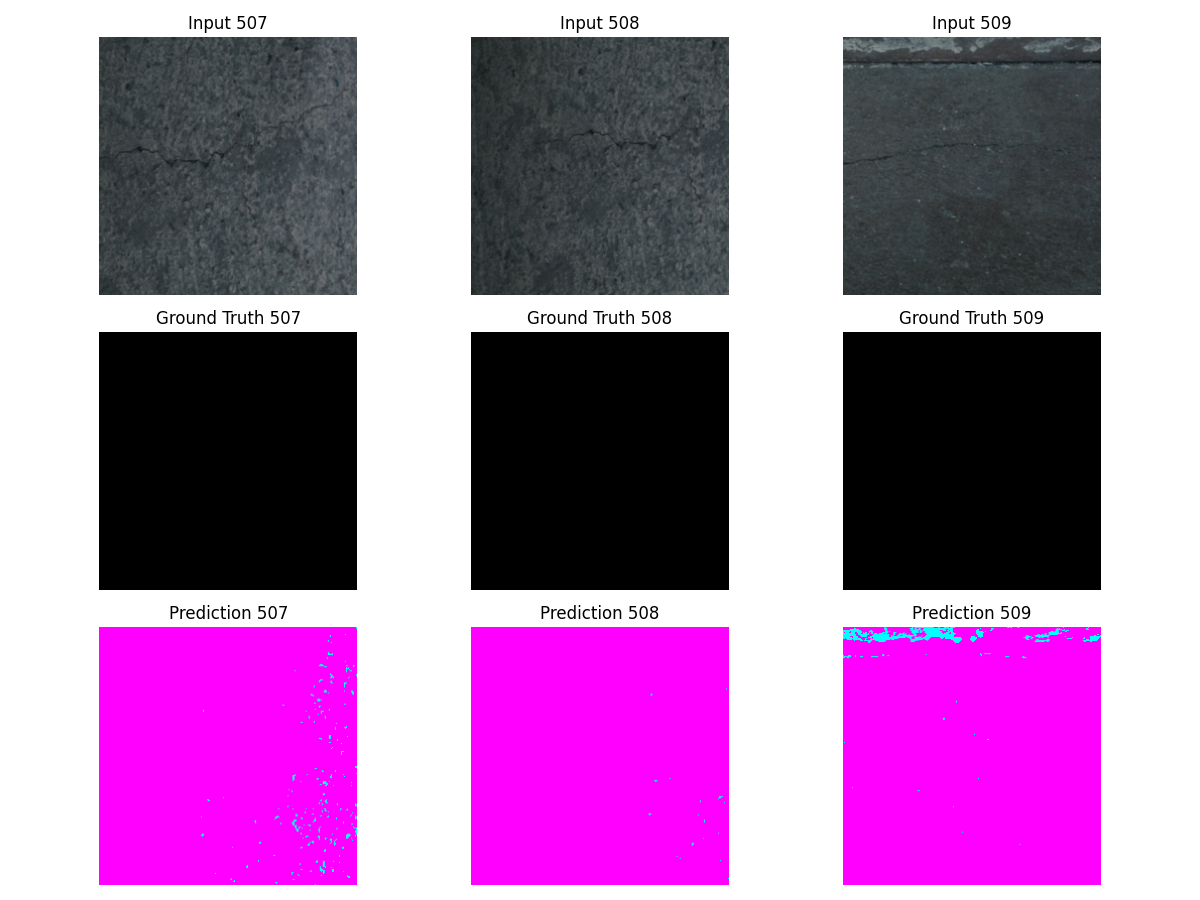 Input 507
Input 508
Input 509
Ground Truth 507
Ground Truth 508
Ground Truth 509
Prediction 507
Prediction 508
Prediction 509